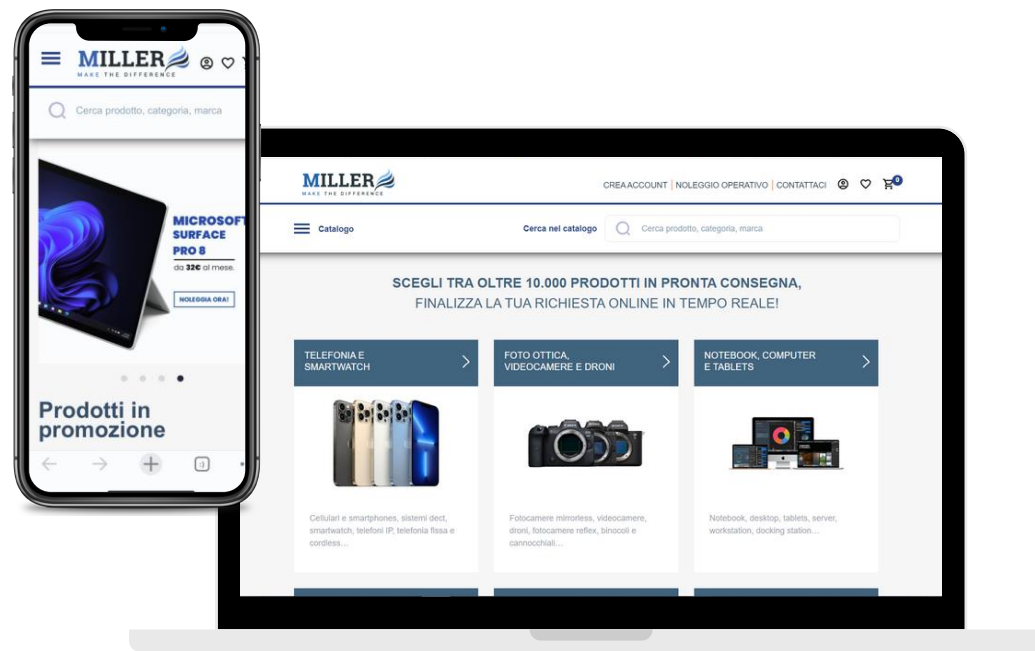 MILLER
MAKE THE DIFFERENCE
Cerca prodotto, categoria, marca
MICROSOFT
SURFACE
PRO 8
da 32€ al mese.
NOLEGGIA ORA!
Prodotti in
promozione
:)
MILLER
MAKE THE DIFFERENCE
CREA ACCOUNT | NOLEGGIO OPERATIVO | CONTATTACI
0
Catalogo
Cerca nel catalogo
Cerca prodotto, categoria, marca
SCEGLI TRA OLTRE 10.000 PRODOTTI IN PRONTA CONSEGNA,
FINALIZZA LA TUA RICHIESTA ONLINE IN TEMPO REALE!
TELEFONIA E
SMARTWATCH
FOTO OTTICA,
VIDEOCAMERE E DRONI
NOTEBOOK, COMPUTER
E TABLETS
Cellulari e smartphones, sistemi dect,
smartwatch, telefoni IP, telefonia fissa e
cordless...
Fotocamere mirrorless, videocamere,
droni, fotocamere reflex, binocoli e
cannocchiali...
Notebook, desktop, tablets, server,
workstation, docking station...